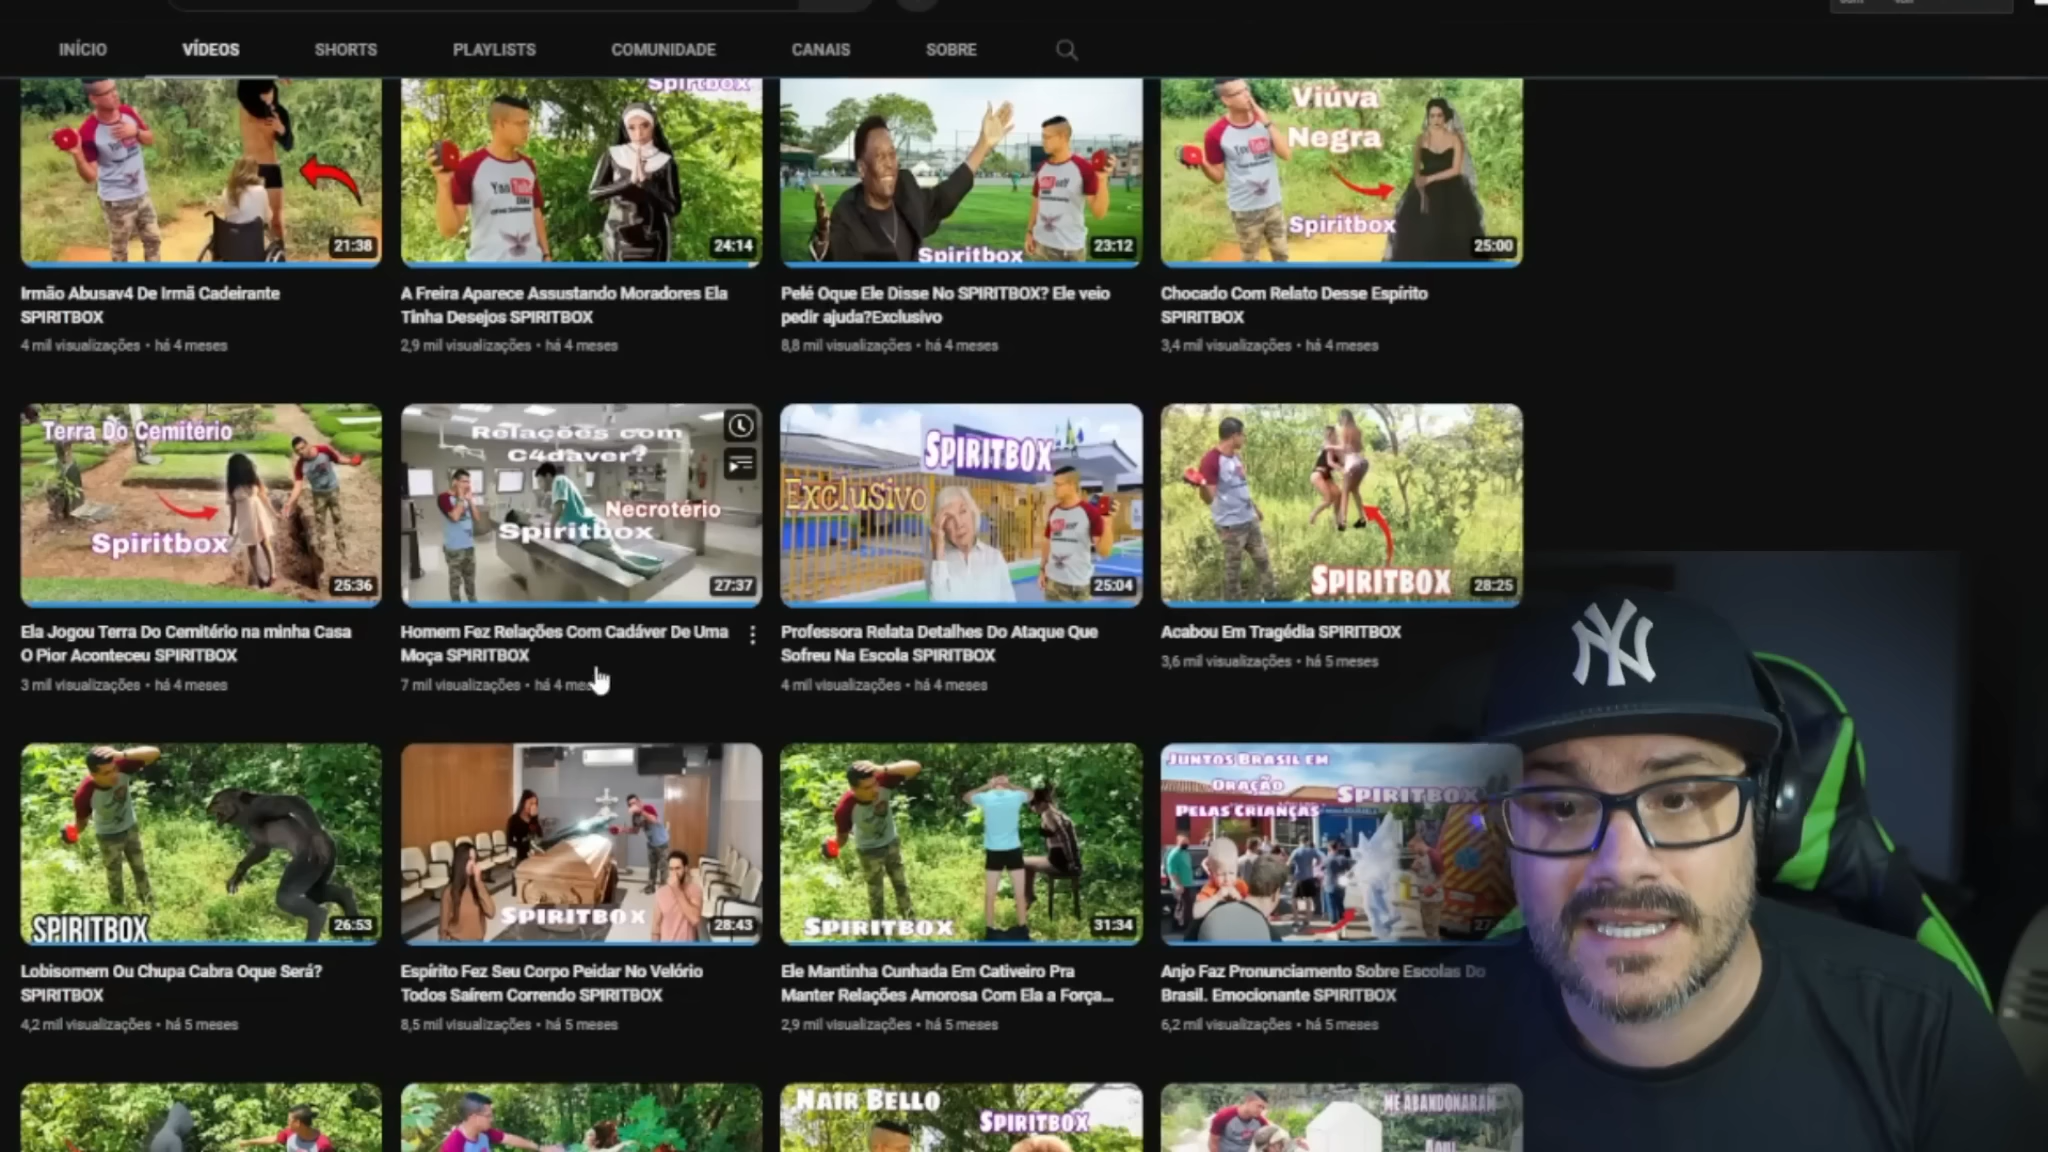 INÍCIO VÍDEOS SHORTS PLAYLISTS COMUNIDADE CANAIS SOBRE
21:38
Spirtbox
24:14
Spiritbox
23:12
Viúva
Negra
Spiritbox
25:00
Irmão Abusav4 De Irmã Cadeirante
SPIRITBOX
4 mil visualizações • há 4 meses
A Freira Aparece Assustando Moradores Ela
Tinha Desejos SPIRITBOX
2,9 mil visualizações • há 4 meses
Pelé Oque Ele Disse No SPIRITBOX? Ele veio
pedir ajuda?Exclusivo
8,8 mil visualizações • há 4 meses
Chocado Com Relato Desse Espírito
SPIRITBOX
3,4 mil visualizações • há 4 meses
Terra Do Cemitério
Spiritbox
25:36
Relações com
C4daver?
Necrotério
Spiritbox
27:37
SPIRITBOX
Exclusivo
25:04
SPIRITBOX
28:25
Ela Jogou Terra Do Cemitério na minha Casa
O Pior Aconteceu SPIRITBOX
3 mil visualizações • há 4 meses
Homem Fez Relações Com Cadáver De Uma
Moça SPIRITBOX
7 mil visualizações • há 4
Professora Relata Detalhes Do Ataque Que
Sofreu Na Escola SPIRITBOX
4 mil visualizações • há 4 meses
Acabou Em Tragédia SPIRITBOX
3,6 mil visualizações • há 5 meses
NY
SPIRITBOX
26:53
SPIRITBOX
28:43
SPIRITBOX
31:34
JUNTOS BRASIL EM
ORAÇÃO
PELAS CRIANÇAS
SPIRITBOX
Lobisomem Ou Chupa Cabra Oque Será?
SPIRITBOX
4,2 mil visualizações • há 5 meses
Espírito Fez Seu Corpo Peidar No Velório
Todos Saírem Correndo SPIRITBOX
8,5 mil visualizações • há 5 meses
Ele Mantinha Cunhada Em Cativeiro Pra
Manter Relações Amorosa Com Ela a Força...
2,9 mil visualizações • há 5 meses
Anjo Faz Pronunciamento Sobre Escolas Do
Brasil. Emocionante SPIRITBOX
6,2 mil visualizações • há 5 meses
NAIR BELLO
SPIRITBOX
ME ABANDONARAM
AQUI